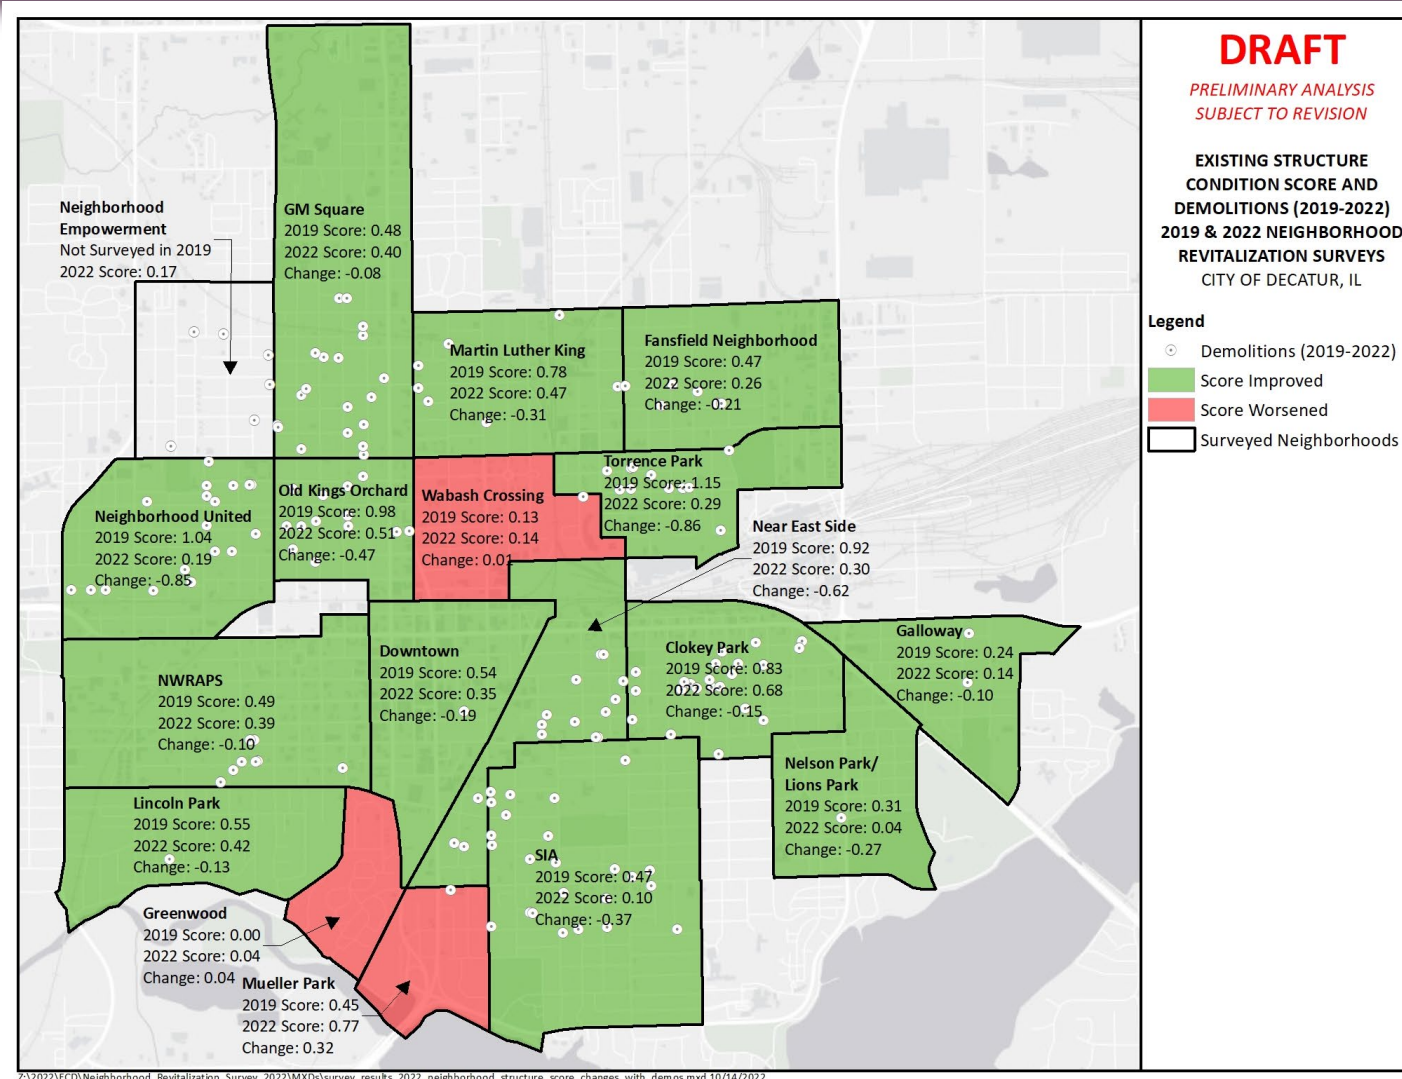 DRAFT
PRELIMINARY ANALYSIS
SUBJECT TO REVISION
EXISTING STRUCTURE
CONDITION SCORE AND
DEMOLITIONS (2019-2022)
2019 & 2022 NEIGHBORHOOD
REVITALIZATION SURVEYS
CITY OF DECATUR, IL
Legend
Demolitions (2019-2022)
Score Improved
Score Worsened
Surveyed Neighborhoods
Neighborhood
Empowerment
Not Surveyed in 2019
2022 Score: 0.17
GM Square
2019 Score: 0.48
2022 Score: 0.40
Change: -0.08
Martin Luther King
2019 Score: 0.78
2022 Score: 0.47
Change: -0.31
Fansfield Neighborhood
2019 Score: 0.47
2022 Score: 0.26
Change: -0.21
Neighborhood United
2019 Score: 1.04
2022 Score: 0.19
Change: -0.85
Old Kings Orchard
2019 Score: 0.98
2022 Score: 0.51
Change: -0.47
Wabash Crossing
2019 Score: 0.13
2022 Score: 0.14
Change: 0.01
Torrence Park
2019 Score: 1.15
2022 Score: 0.29
Change: -0.86
Near East Side
2019 Score: 0.92
2022 Score: 0.30
Change: -0.62
NWRAPS
2019 Score: 0.49
2022 Score: 0.39
Change: -0.10
Downtown
2019 Score: 0.54
2022 Score: 0.35
Change: -0.19
Clokey Park
2019 Score: 0.83
2022 Score: 0.68
Change: -0.15
Galloway
2019 Score: 0.24
2022 Score: 0.14
Change: -0.10
Nelson Park/
Lions Park
2019 Score: 0.31
2022 Score: 0.04
Change: -0.27
Lincoln Park
2019 Score: 0.55
2022 Score: 0.42
Change: -0.13
SIA
2019 Score: 0.47
2022 Score: 0.10
Change: -0.37
Greenwood
2019 Score: 0.00
2022 Score: 0.04
Change: 0.04
Mueller Park
2019 Score: 0.45
2022 Score: 0.77
Change: 0.32
Z:\2022\ECD\Neighborhood_Revitalization_Survey_2022\MXDs\survey_results_2022_neighborhood_structure_score_changes_with_demos.mxd 10/14/2022